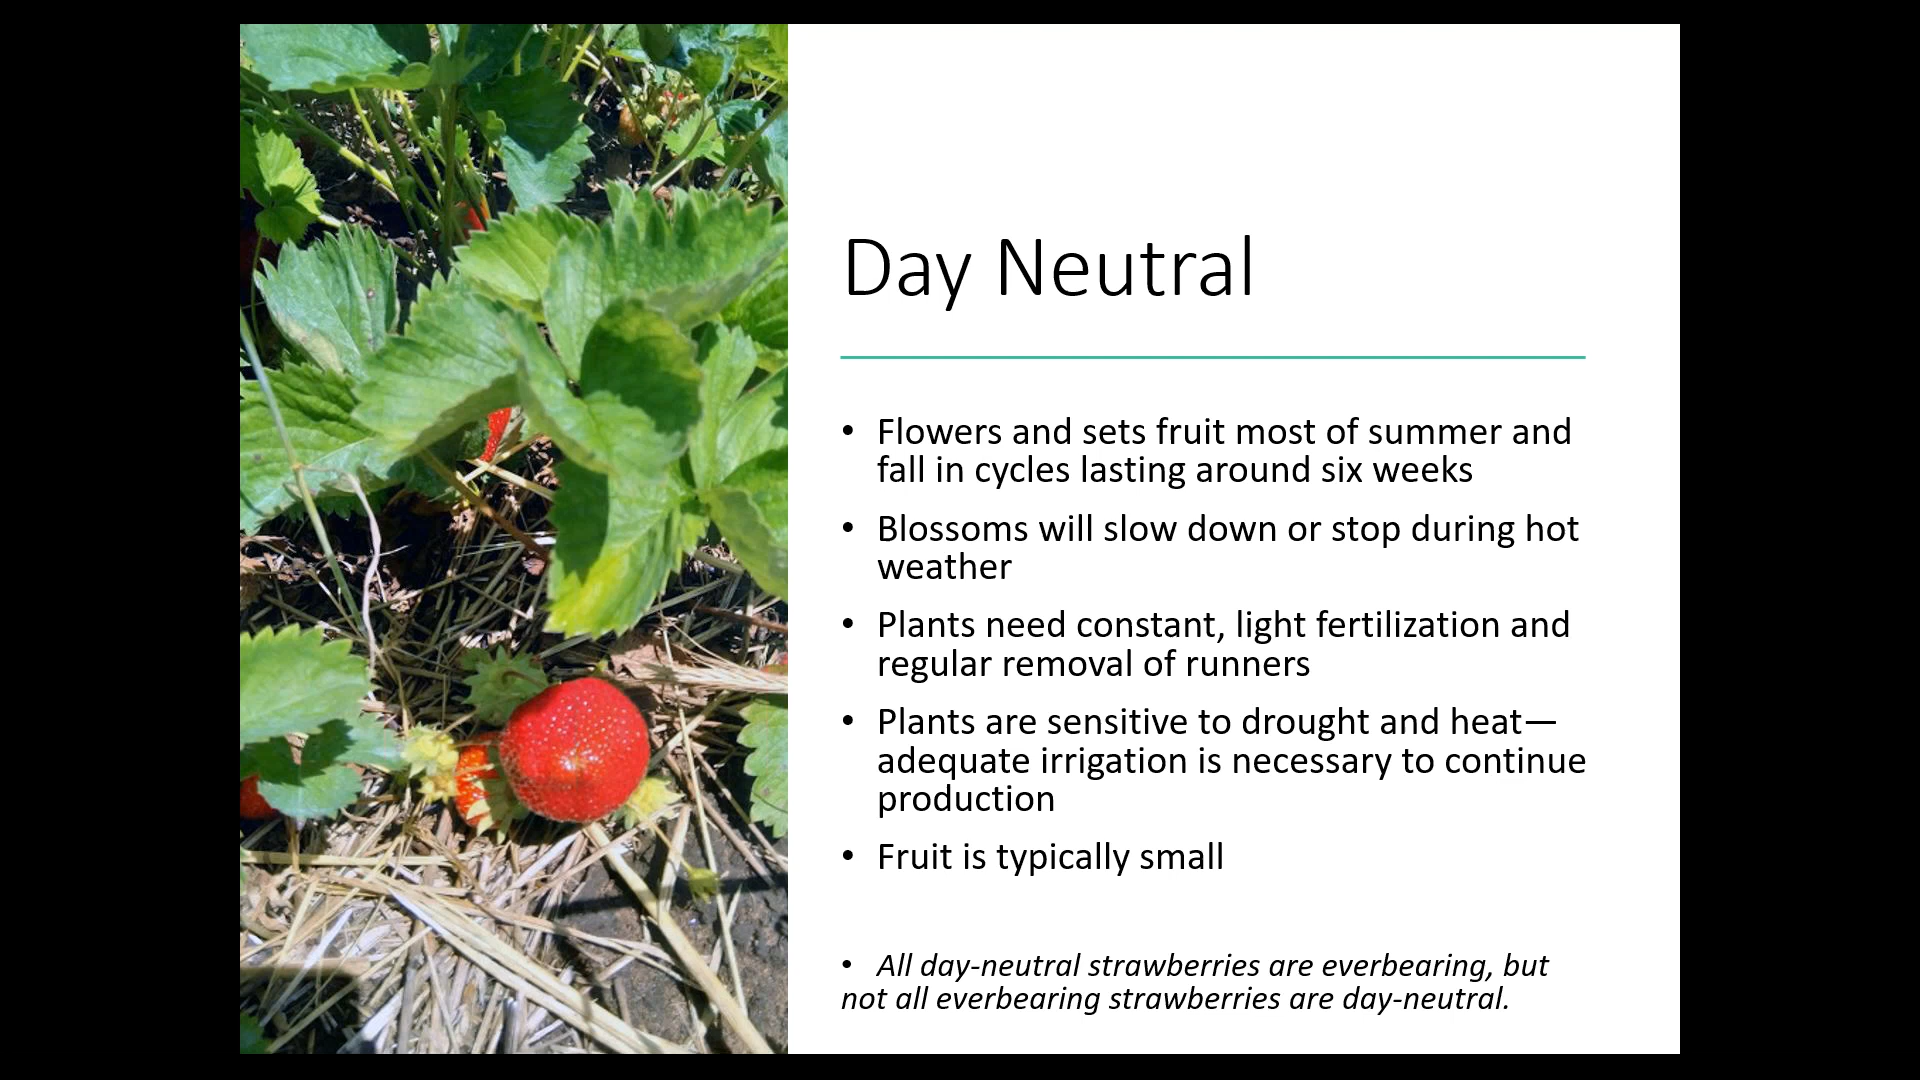 Day Neutral
• Flowers and sets fruit most of summer and
fall in cycles lasting around six weeks
• Blossoms will slow down or stop during hot
weather
• Plants need constant, light fertilization and
regular removal of runners
• Plants are sensitive to drought and heat—
adequate irrigation is necessary to continue
production
• Fruit is typically small
• All day-neutral strawberries are everbearing, but
not all everbearing strawberries are day-neutral.